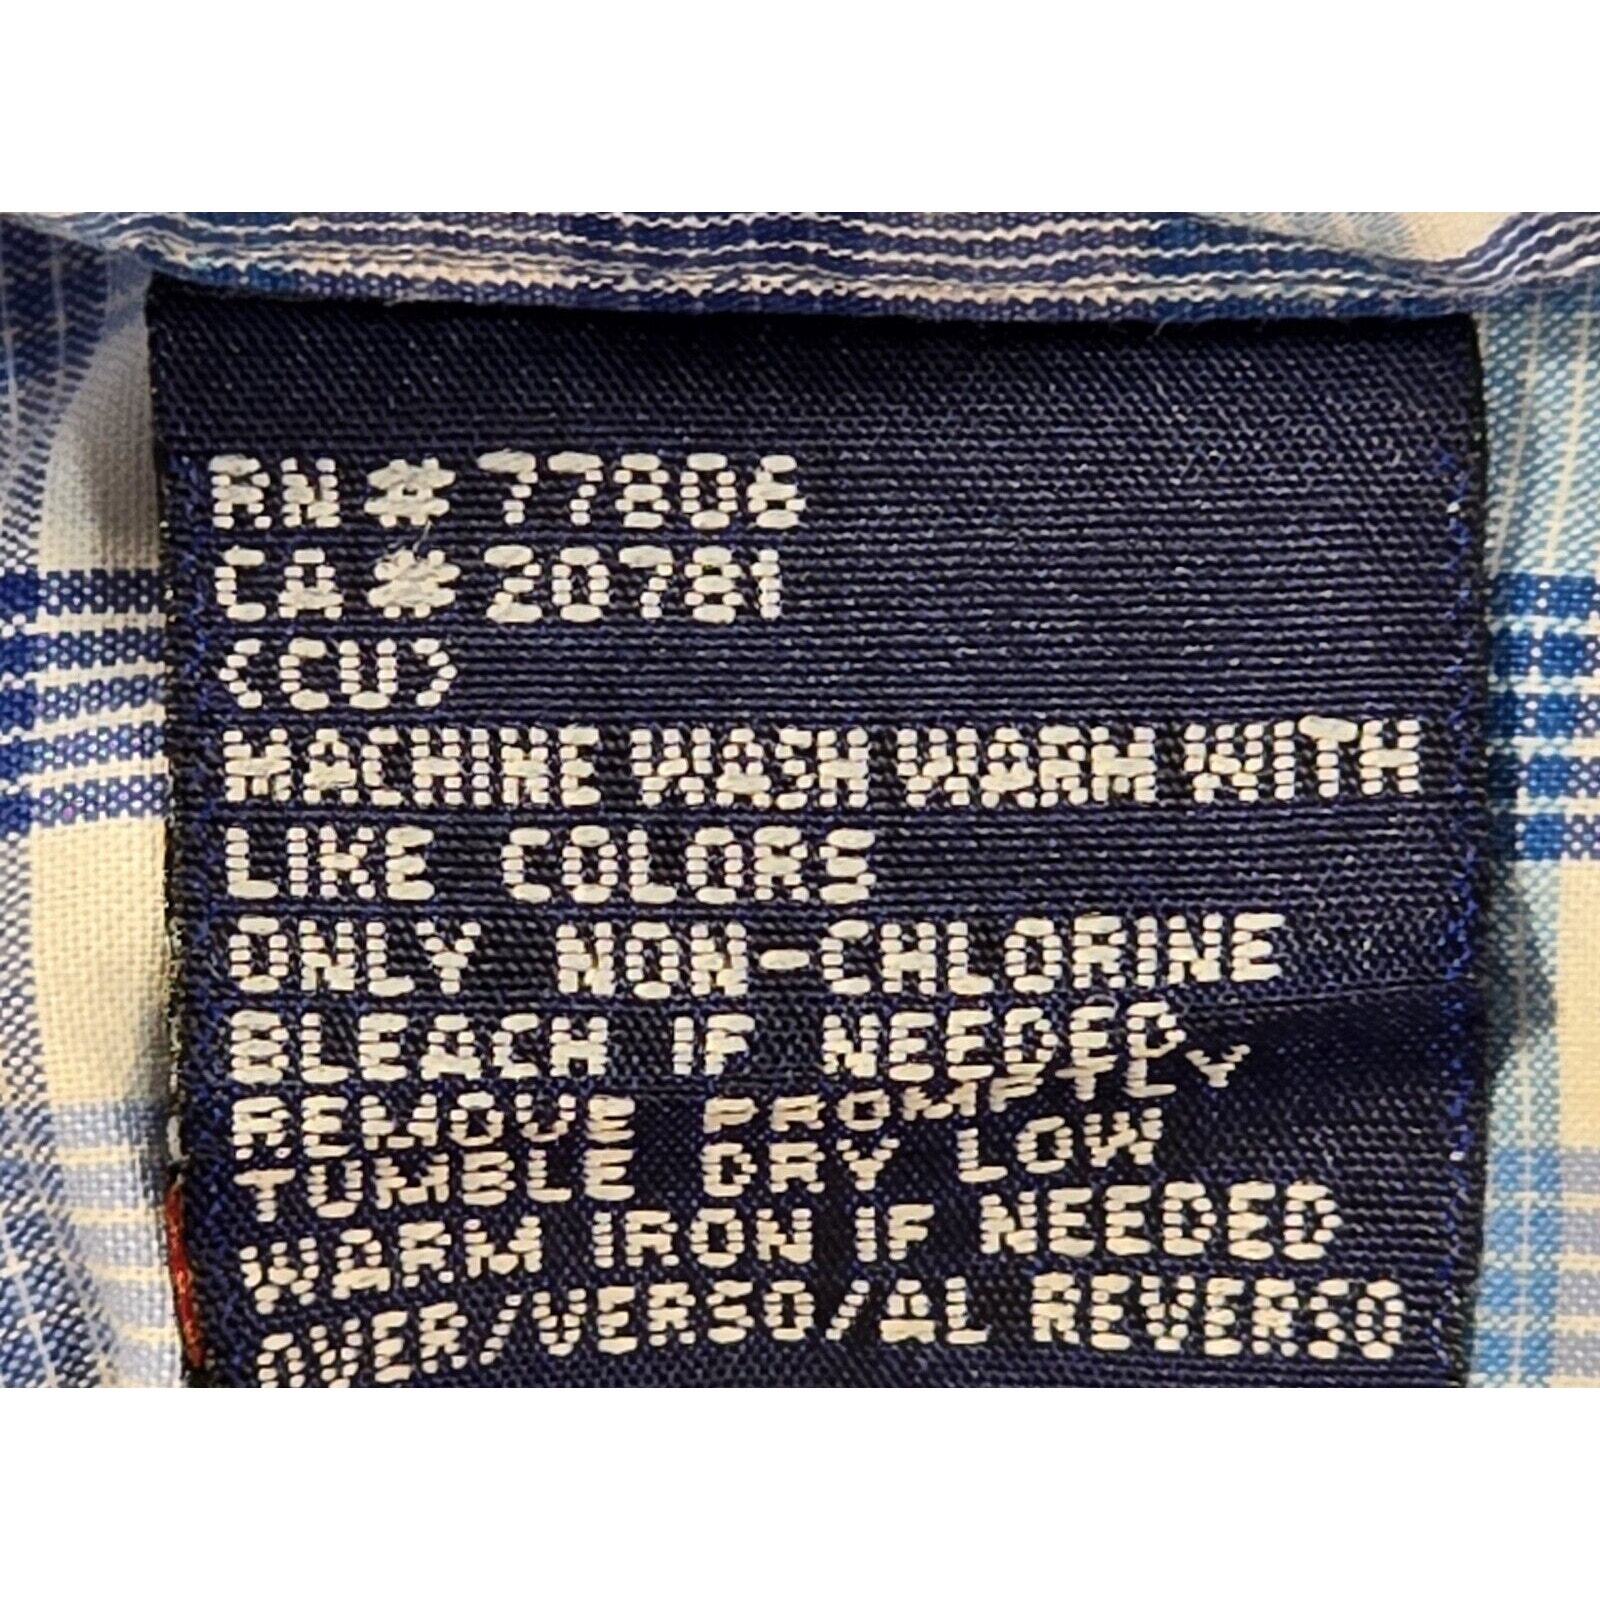 RN # 77806
CA # 20781
<CU>
MACHINE WASH WARM WITH
LIKE COLORS
ONLY NON-CHLORINE
BLEACH IF NEEDED
REMOVE PROMPTLY
TUMBLE DRY LOW
WARM IRON IF NEEDED
OVER/VERSO/AL REVERSO